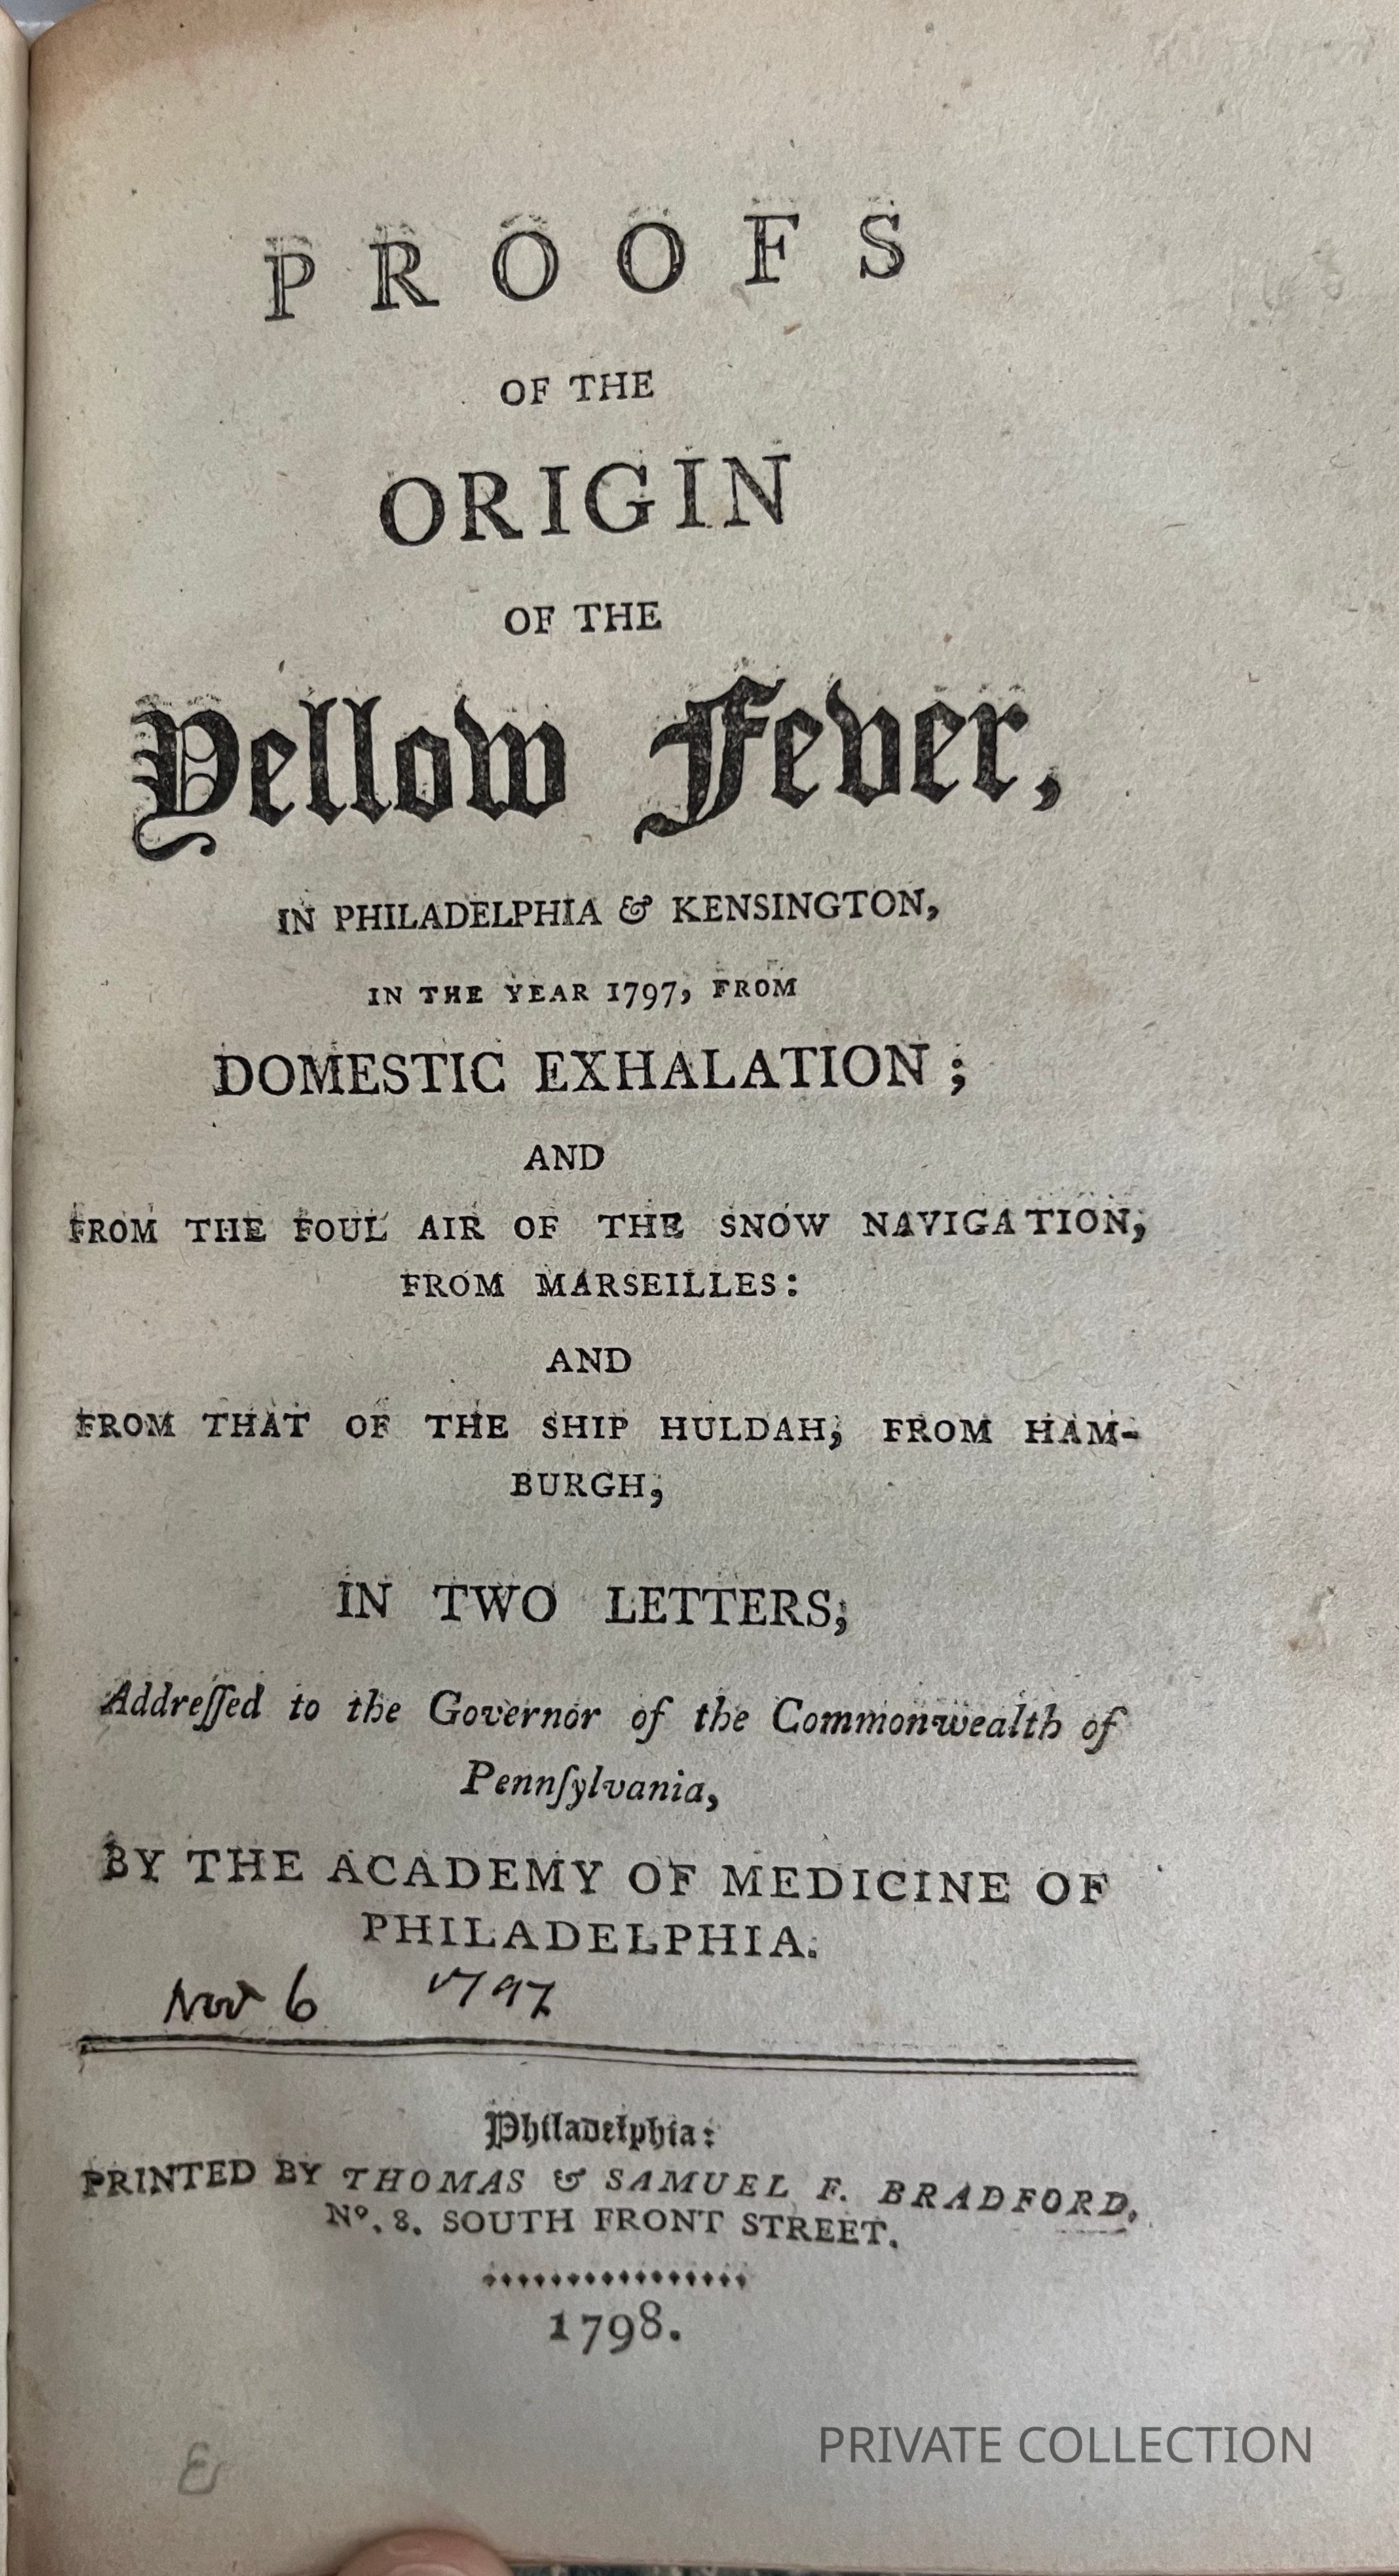 PROOFS
OF THE
ORIGIN
OF THE
Yellow Fever,
IN PHILADELPHIA & KENSINGTON,
IN THE YEAR 1797, FROM
DOMESTIC EXHALATION;
AND
FROM THE FOUL AIR OF THE SNOW NAVIGATION,
FROM MARSEILLES:
AND
FROM THAT OF THE SHIP HULDAH, FROM HAM-
BURGH,
IN TWO LETTERS,
Addreſſed to the Governor of the Commonwealth of
Pennſylvania,
BY THE ACADEMY OF MEDICINE OF
PHILADELPHIA.
Nov 6 1797
Philadelphia:
PRINTED BY THOMAS & SAMUEL F. BRADFORD,
Nº. 8. SOUTH FRONT STREET.
1798.
PRIVATE COLLECTION